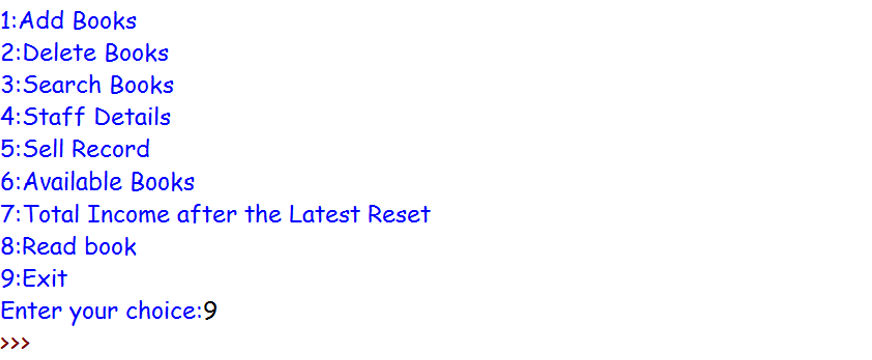 1:Add Books
2:Delete Books
3:Search Books
4:Staff Details
5:Sell Record
6:Available Books
7:Total Income after the Latest Reset
8:Read book
9:Exit
Enter your choice:9
>>>